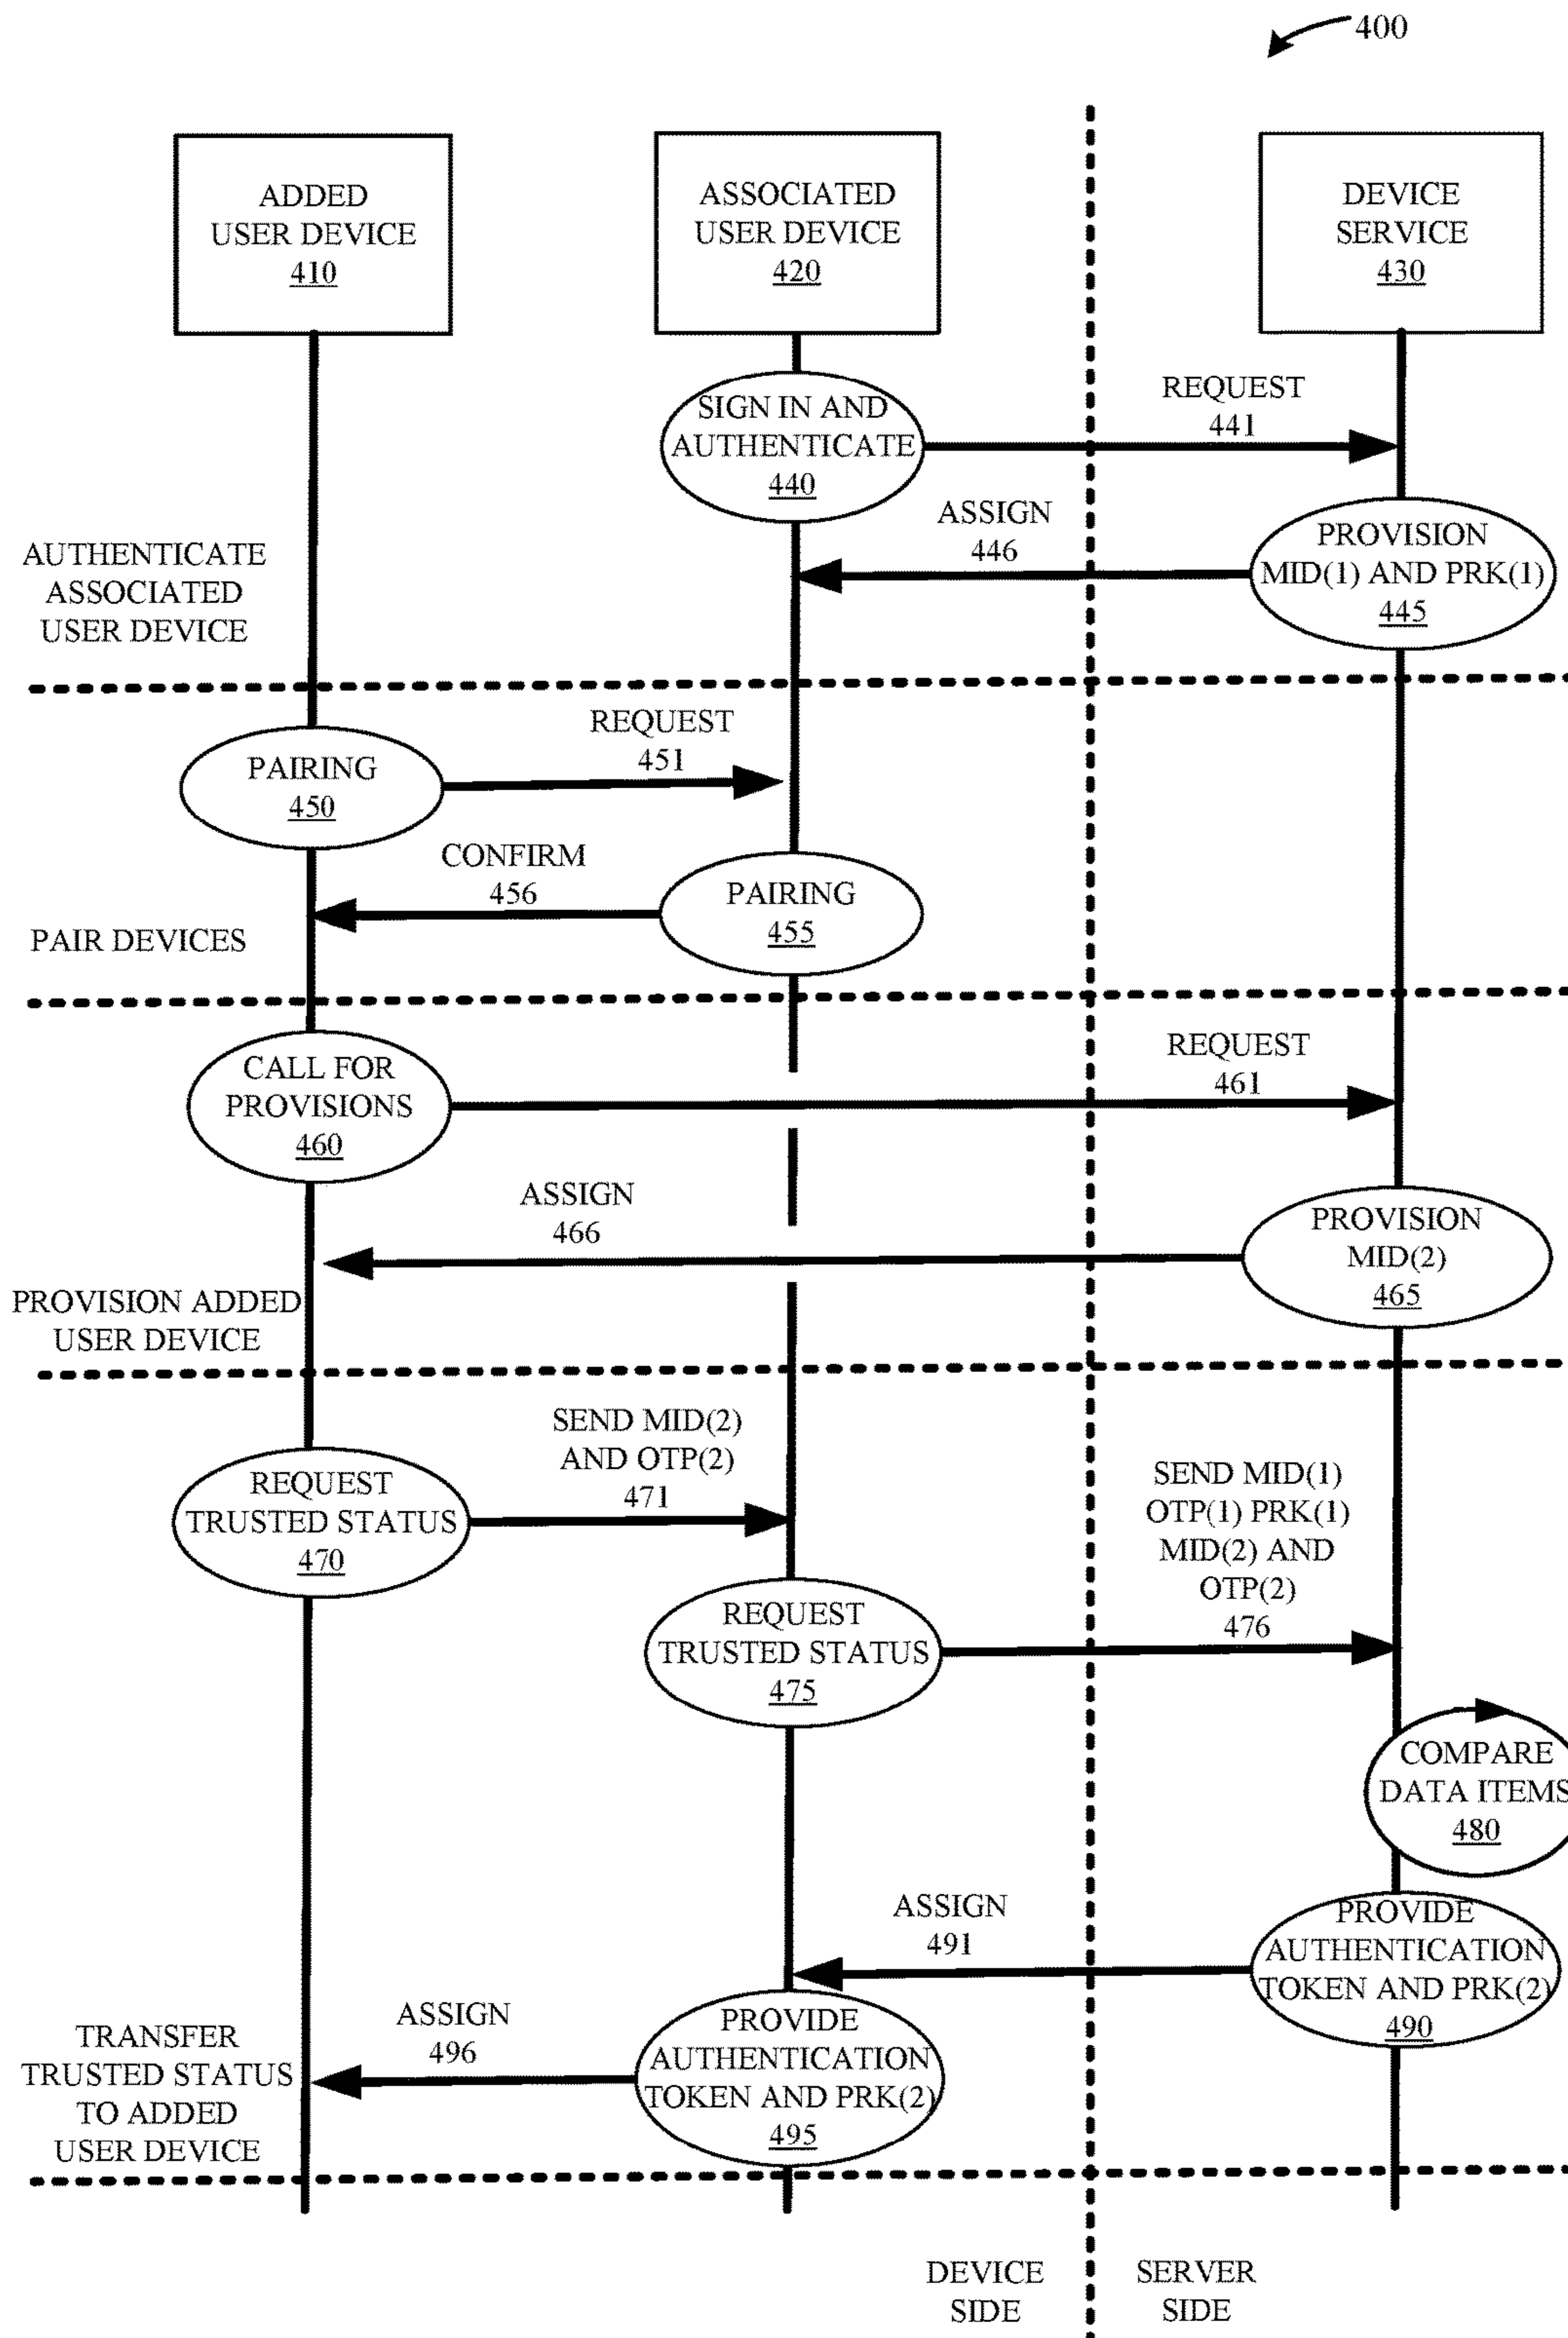 400
ADDED
USER DEVICE
410
ASSOCIATED
USER DEVICE
420
DEVICE
SERVICE
430
SIGN IN AND
AUTHENTICATE
440
REQUEST
441
ASSIGN
446
PROVISION
MID(1) AND PRK(1)
445
AUTHENTICATE
ASSOCIATED
USER DEVICE
PAIRING
450
REQUEST
451
CONFIRM
456
PAIRING
455
PAIR DEVICES
CALL FOR
PROVISIONS
460
REQUEST
461
ASSIGN
466
PROVISION
MID(2)
465
PROVISION ADDED
USER DEVICE
REQUEST
TRUSTED STATUS
470
SEND MID(2)
AND OTP(2)
471
REQUEST
TRUSTED STATUS
475
SEND MID(1)
OTP(1) PRK(1)
MID(2) AND
OTP(2)
476
COMPARE
DATA ITEMS
480
PROVIDE
AUTHENTICATION
TOKEN AND PRK(2)
490
ASSIGN
491
PROVIDE
AUTHENTICATION
TOKEN AND PRK(2)
495
ASSIGN
496
TRANSFER
TRUSTED STATUS
TO ADDED
USER DEVICE
DEVICE
SIDE
SERVER
SIDE